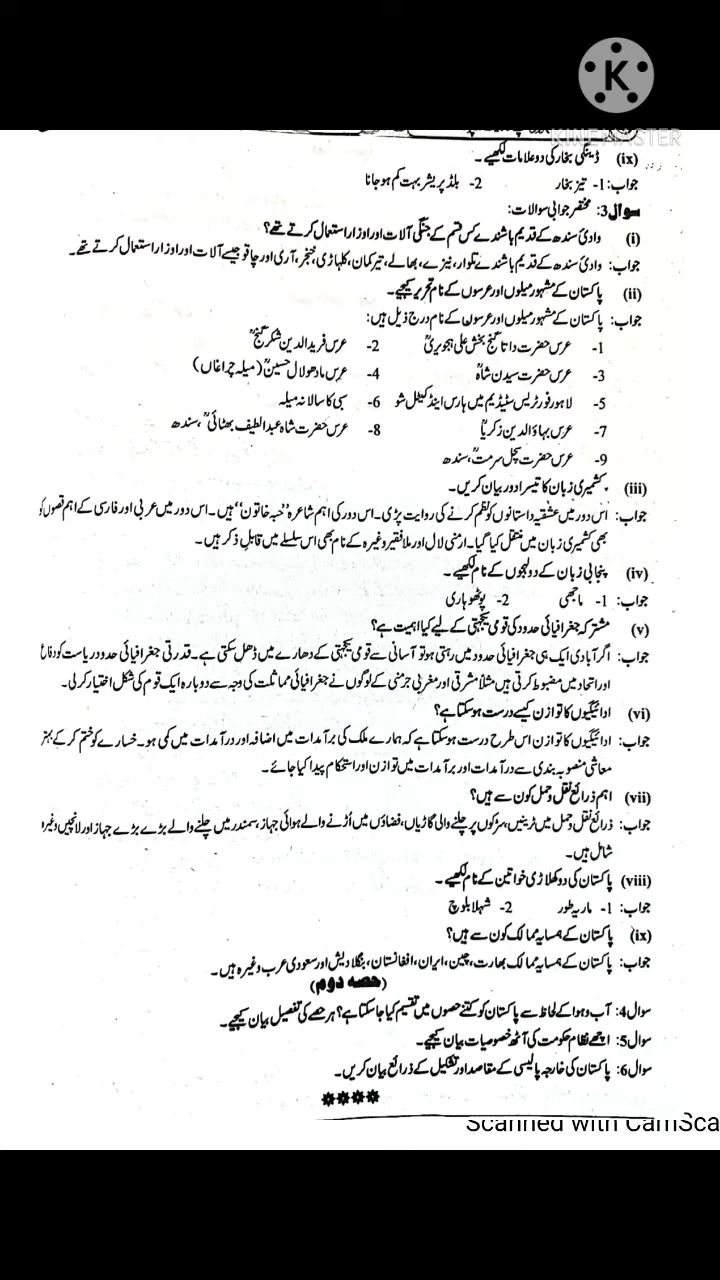 K
KINEMASTER
(ix) ڈینگی بخار کی دو علامات لکھیے۔
جواب: 1- تیز بخار 2- بلڈ پریشر بہت کم ہو جانا
سوال3: مختصر جوابی سوالات:
(i) وادئ سندھ کے قدیم باشندے کس قسم کے جنگی آلات اور اوزار استعمال کرتے تھے؟
جواب: وادئ سندھ کے قدیم باشندے تلوار، نیزے، بھالے، تیر کمان، کلہاڑی، خنجر، آری اور چاقو جیسے آلات اور اوزار استعمال کرتے تھے۔
(ii) پاکستان کے مشہور میلوں اور عرسوں کے نام تحریر کیجیے۔
جواب: پاکستان کے مشہور میلوں اور عرسوں کے نام درج ذیل ہیں:
1- عرس حضرت داتا گنج بخش علی ہجویریؒ 2- عرس فرید الدین شکر گنجؒ
3- عرس حضرت سیدن شاہؒ 4- عرس مادھو لال حسینؒ (میلہ چراغاں)
5- لاہور فورٹریس سٹیڈیم میں ہارس اینڈ کیٹل شو 6- سبی کا سالانہ میلہ
7- عرس بہاؤالدین زکریاؒ 8- عرس حضرت شاہ عبداللطیف بھٹائیؒ، سندھ
9- عرس حضرت سچل سرمتؒ، سندھ
(iii) کشمیری زبان کا تیسرا دور بیان کریں۔
جواب: اس دور میں عشقیہ داستانوں کو نظم کرنے کی روایت پڑی۔ اس دور کی اہم شاعرہ ”حبہ خاتون“ ہیں۔ اس دور میں عربی اور فارسی کے اہم قصوں کو
بھی کشمیری زبان میں منتقل کیا گیا۔ ارمنی لال اور ملا فقیر وغیرہ کے نام بھی اس سلسلے میں قابلِ ذکر ہیں۔
(iv) پنجابی زبان کے دو لہجوں کے نام لکھیے۔
جواب: 1- ماجھی 2- پوٹھوہاری
(v) مشترکہ جغرافیائی حدود کی قومی یکجہتی کے لیے کیا اہمیت ہے؟
جواب: اگر آبادی ایک ہی جغرافیائی حدود میں رہتی ہو تو آسانی سے قومی یکجہتی کے دھارے میں ڈھل سکتی ہے۔ قدرتی جغرافیائی حدود ریاست کو دفاع
اور اتحاد میں مضبوط کرتی ہیں مثلاً مشرقی اور مغربی جرمنی کے لوگوں نے جغرافیائی مماثلت کی وجہ سے دوبارہ ایک قوم کی شکل اختیار کر لی۔
(vi) ادائیگیوں کا توازن کیسے درست ہو سکتا ہے؟
جواب: ادائیگیوں کا توازن اس طرح درست ہو سکتا ہے کہ ہمارے ملک کی برآمدات میں اضافہ اور درآمدات میں کمی ہو۔ خسارے کو ختم کر کے بہتر
معاشی منصوبہ بندی سے درآمدات اور برآمدات میں توازن اور استحکام پیدا کیا جائے۔
(vii) اہم ذرائع نقل و حمل کون سے ہیں؟
جواب: ذرائع نقل و حمل میں ٹرینیں، سڑکوں پر چلنے والی گاڑیاں، فضاؤں میں اُڑنے والے ہوائی جہاز، سمندر میں چلنے والے بڑے بڑے جہاز اور لانچیں وغیرہ
شامل ہیں۔
(viii) پاکستان کی دو کھلاڑی خواتین کے نام لکھیے۔
جواب: 1- ماریہ طور 2- شہلا بلوچ
(ix) پاکستان کے ہمسایہ ممالک کون سے ہیں؟
جواب: پاکستان کے ہمسایہ ممالک بھارت، چین، ایران، افغانستان، بنگلا دیش اور سعودی عرب وغیرہ ہیں۔
(حصہ دوم)
سوال4: آب و ہوا کے لحاظ سے پاکستان کو کتنے حصوں میں تقسیم کیا جا سکتا ہے؟ ہر حصے کی تفصیل بیان کیجیے۔
سوال5: اچھے نظام حکومت کی آٹھ خصوصیات بیان کیجیے۔
سوال6: پاکستان کی خارجہ پالیسی کے مقاصد اور تشکیل کے ذرائع بیان کریں۔
Scanned with CamSca